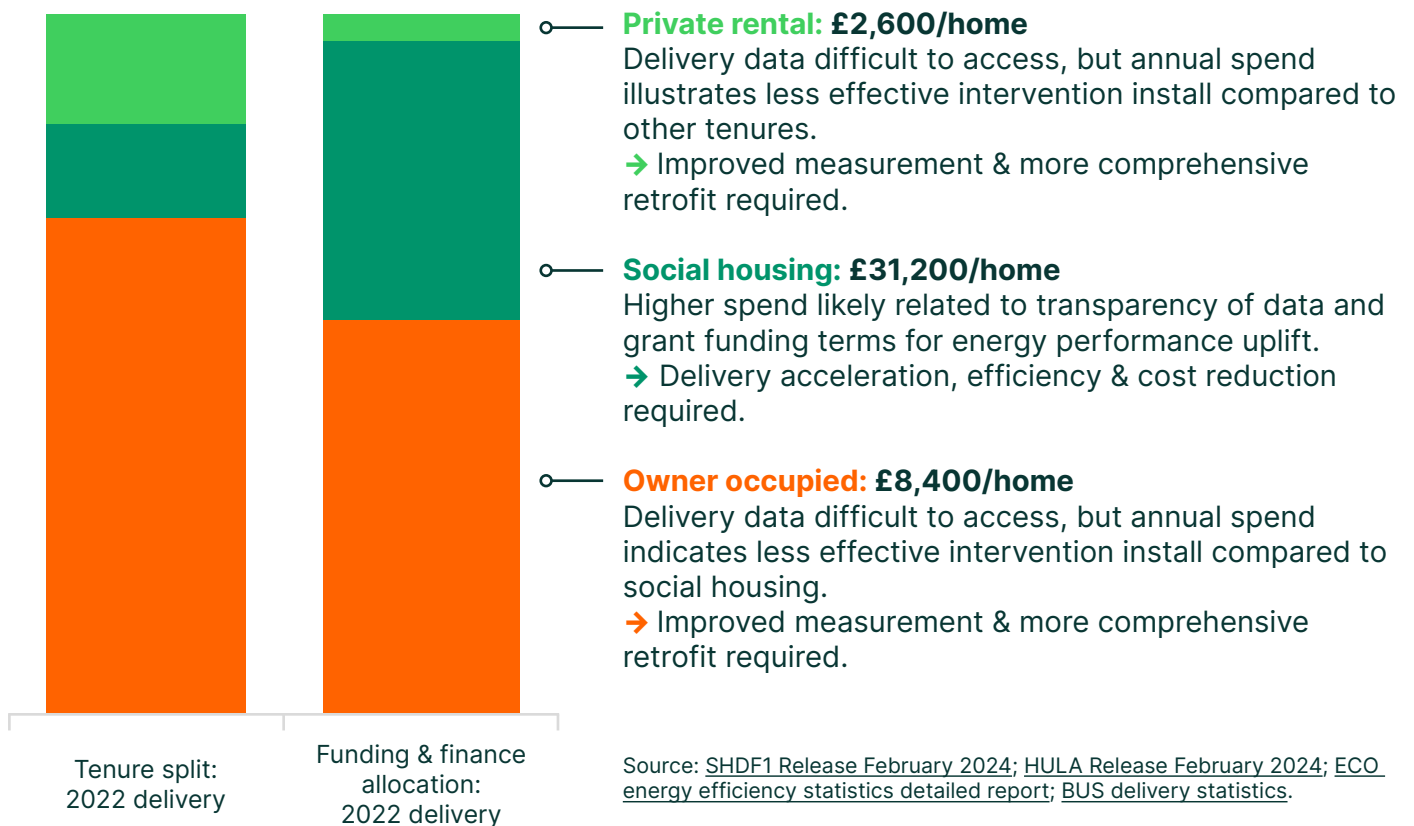 Private rental: £2,600/home
Delivery data difficult to access, but annual spend
illustrates less effective intervention install compared to
other tenures.
→ Improved measurement & more comprehensive
retrofit required.
Social housing: £31,200/home
Higher spend likely related to transparency of data and
grant funding terms for energy performance uplift.
→ Delivery acceleration, efficiency & cost reduction
required.
Owner occupied: £8,400/home
Delivery data difficult to access, but annual spend
indicates less effective intervention install compared to
social housing.
→ Improved measurement & more comprehensive
retrofit required.
Tenure split:
2022 delivery
Funding & finance
allocation:
2022 delivery
Source: SHDF1 Release February 2024; HULA Release February 2024; ECO
energy efficiency statistics detailed report; BUS delivery statistics.